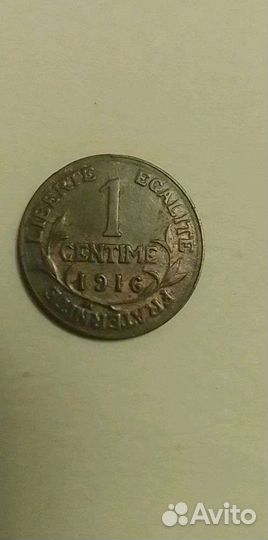 LIBERTE EGALITE
1
CENTIME
1916
FRATERNITE
Avito